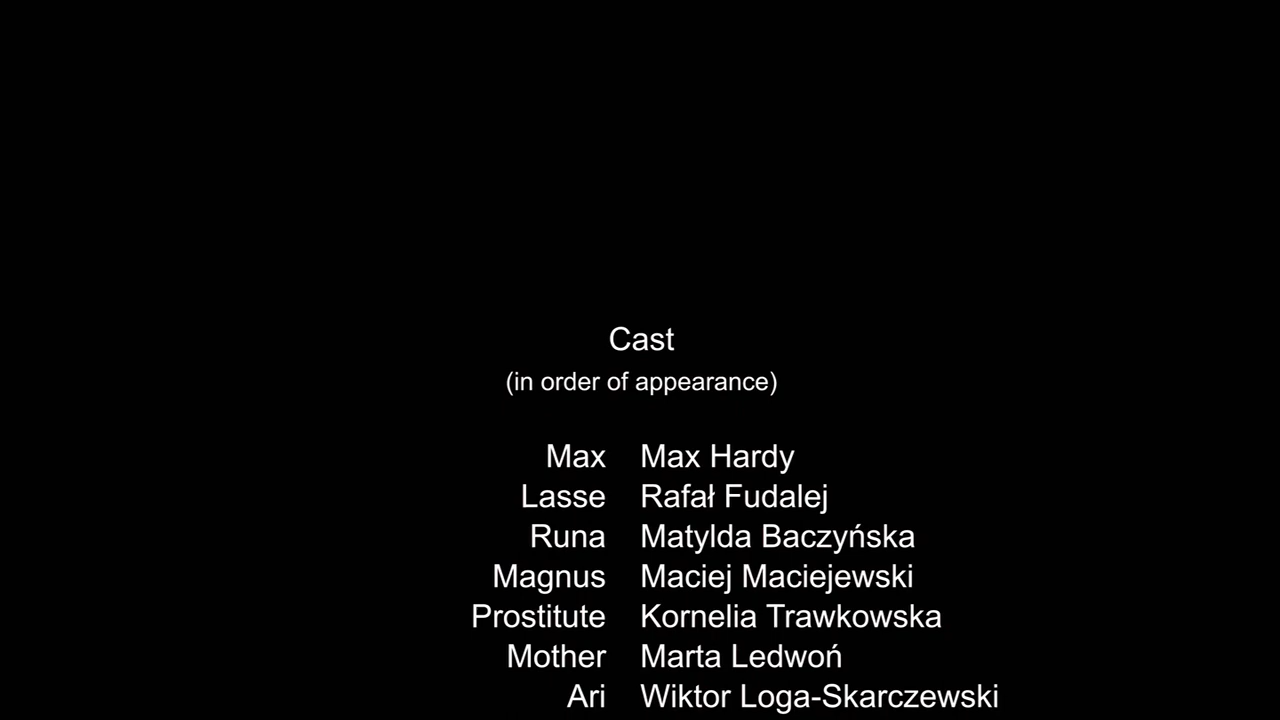 Cast
(in order of appearance)
Max Max Hardy
Lasse Rafał Fudalej
Runa Matylda Baczyńska
Magnus Maciej Maciejewski
Prostitute Kornelia Trawkowska
Mother Marta Ledwoń
Ari Wiktor Loga-Skarczewski